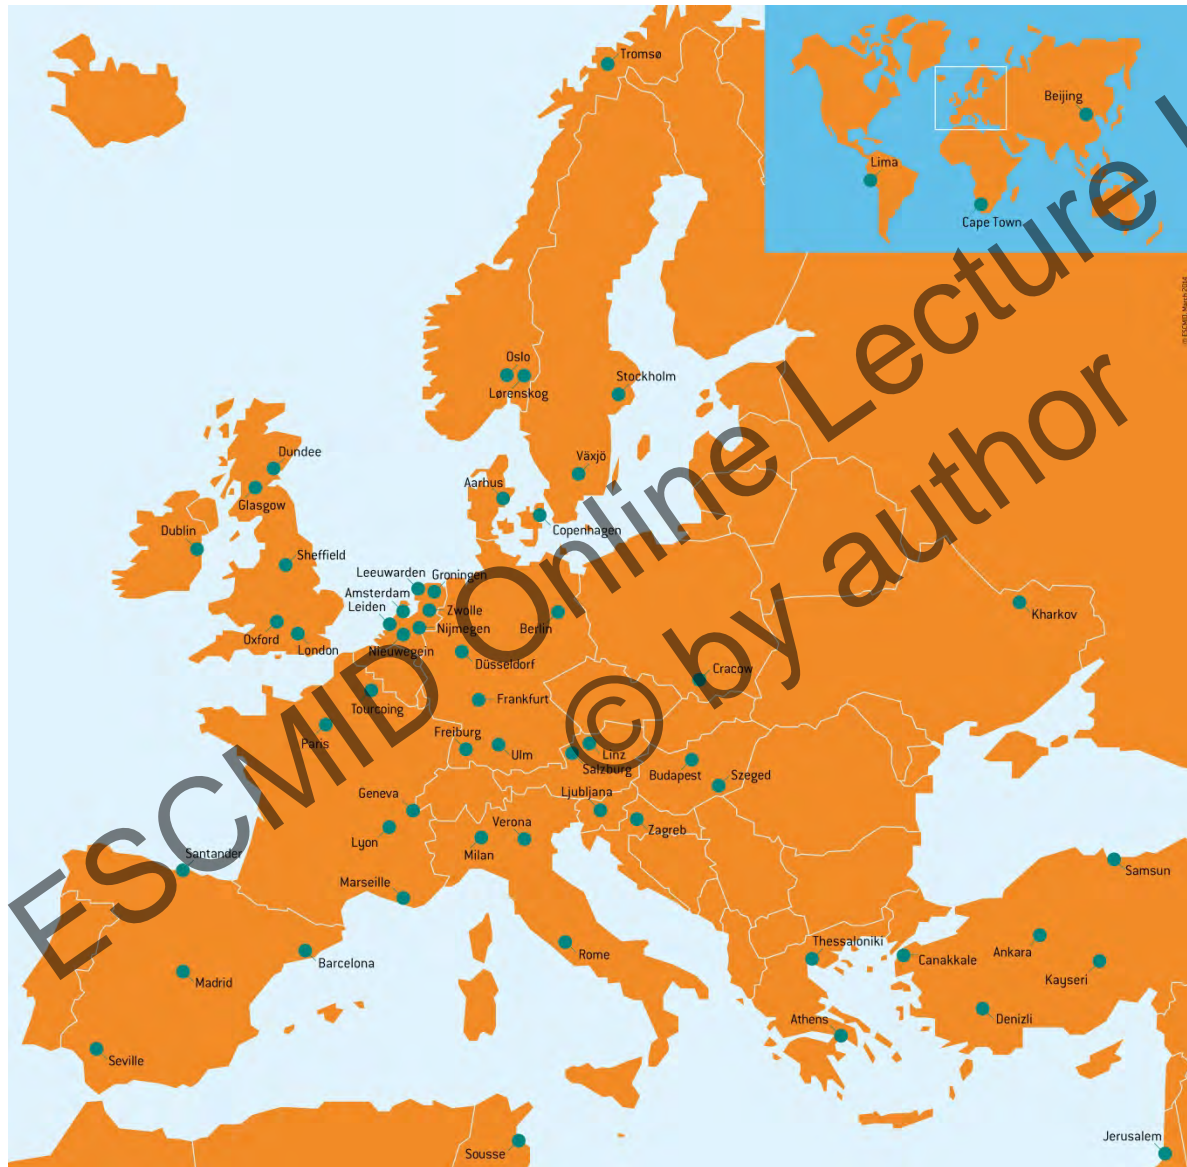 Tromsø
Beijing
Lima
Cape Town
© ESCMID, March 2014
Oslo
Lørenskog
Stockholm
Växjö
Dundee
Glasgow
Aarhus
Copenhagen
Dublin
Sheffield
Leeuwarden
Groningen
Amsterdam
Leiden
Zwolle
Nijmegen
Nieuwegein
Oxford
London
Berlin
Kharkov
Düsseldorf
Cracow
Tourcoing
Frankfurt
Paris
Freiburg
Ulm
Linz
Salzburg
Budapest
Szeged
Geneva
Ljubljana
Lyon
Verona
Milan
Zagreb
Santander
Marseille
Samsun
Barcelona
Madrid
Rome
Thessaloniki
Canakkale
Ankara
Kayseri
Athens
Denizli
Seville
Sousse
Jerusalem
ESCMID Online Lecture
© by author